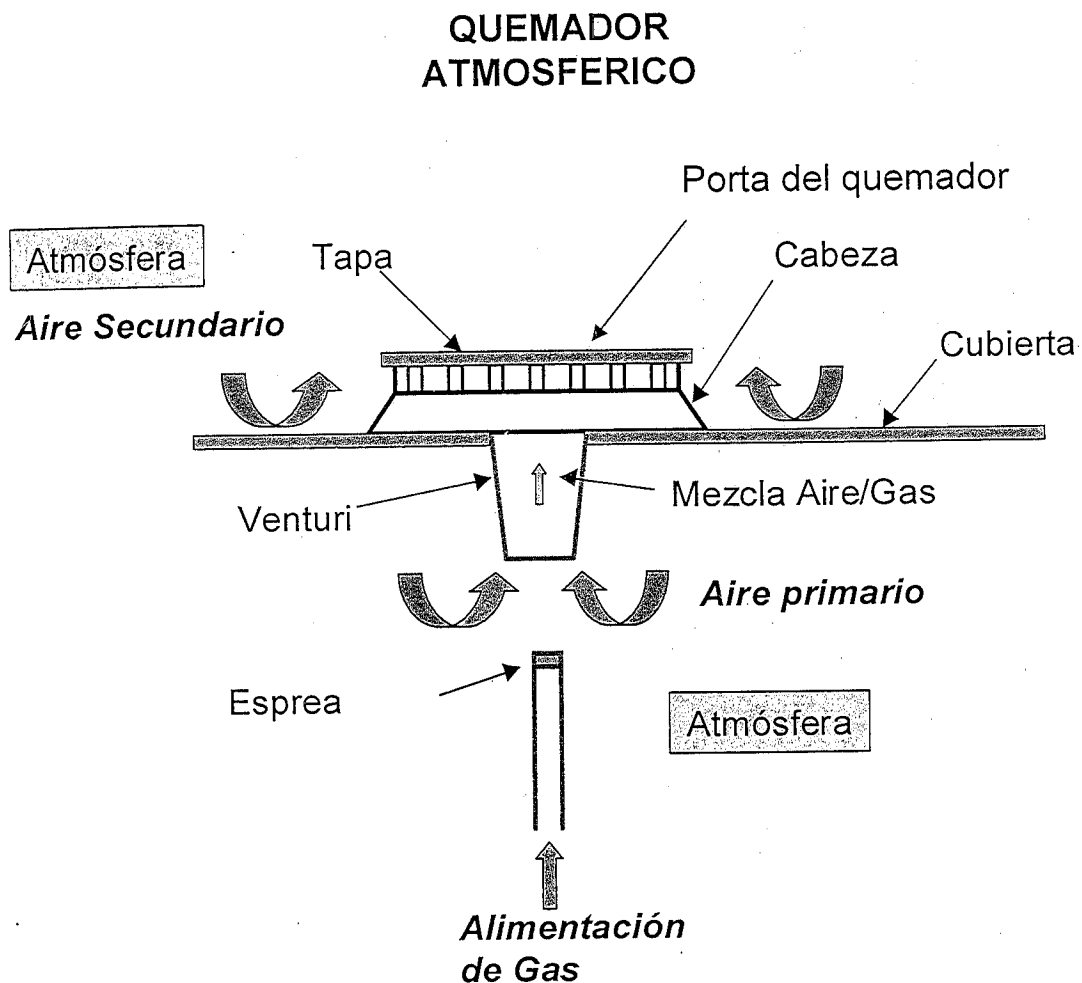 QUEMADOR
ATMOSFERICO
Porta del quemador
Atmósfera
Tapa
Cabeza
Aire Secundario
Cubierta
Venturi
Mezcla Aire/Gas
Aire primario
Esprea
Atmósfera
Alimentación
de Gas